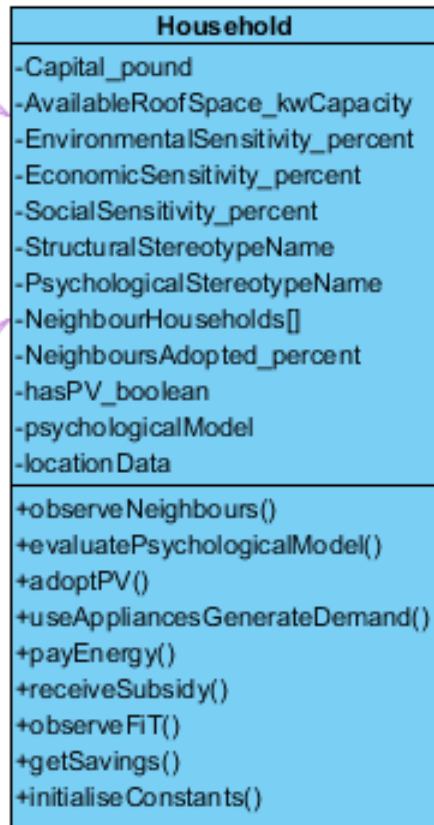 Household
-Capital_pound
-AvailableRoofSpace_kwCapacity
-EnvironmentalSensitivity_percent
-EconomicSensitivity_percent
-SocialSensitivity_percent
-StructuralStereotypeName
-PsychologicalStereotypeName
-NeighbourHouseholds[]
-NeighboursAdopted_percent
-hasPV_boolean
-psychologicalModel
-locationData
+observeNeighbours()
+evaluatePsychologicalModel()
+adoptPV()
+useAppliancesGenerateDemand()
+payEnergy()
+receiveSubsidy()
+observeFiT()
+getSavings()
+initialiseConstants()